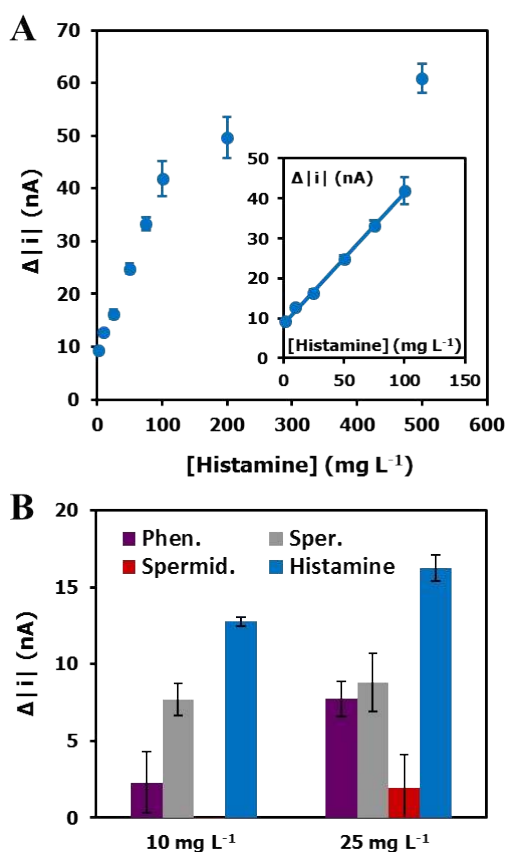 A
70
60
50
40
30
20
10
0
Δ|i| (nA)
0 100 200 300 400 500 600
[Histamine] (mg L⁻¹)
50
40
30
20
10
0
Δ|i| (nA)
[Histamine] (mg L⁻¹)
0 50 100 150
B
20
15
10
5
0
Δ|i| (nA)
Phen. Sper.
Spermid. Histamine
10 mg L⁻¹ 25 mg L⁻¹